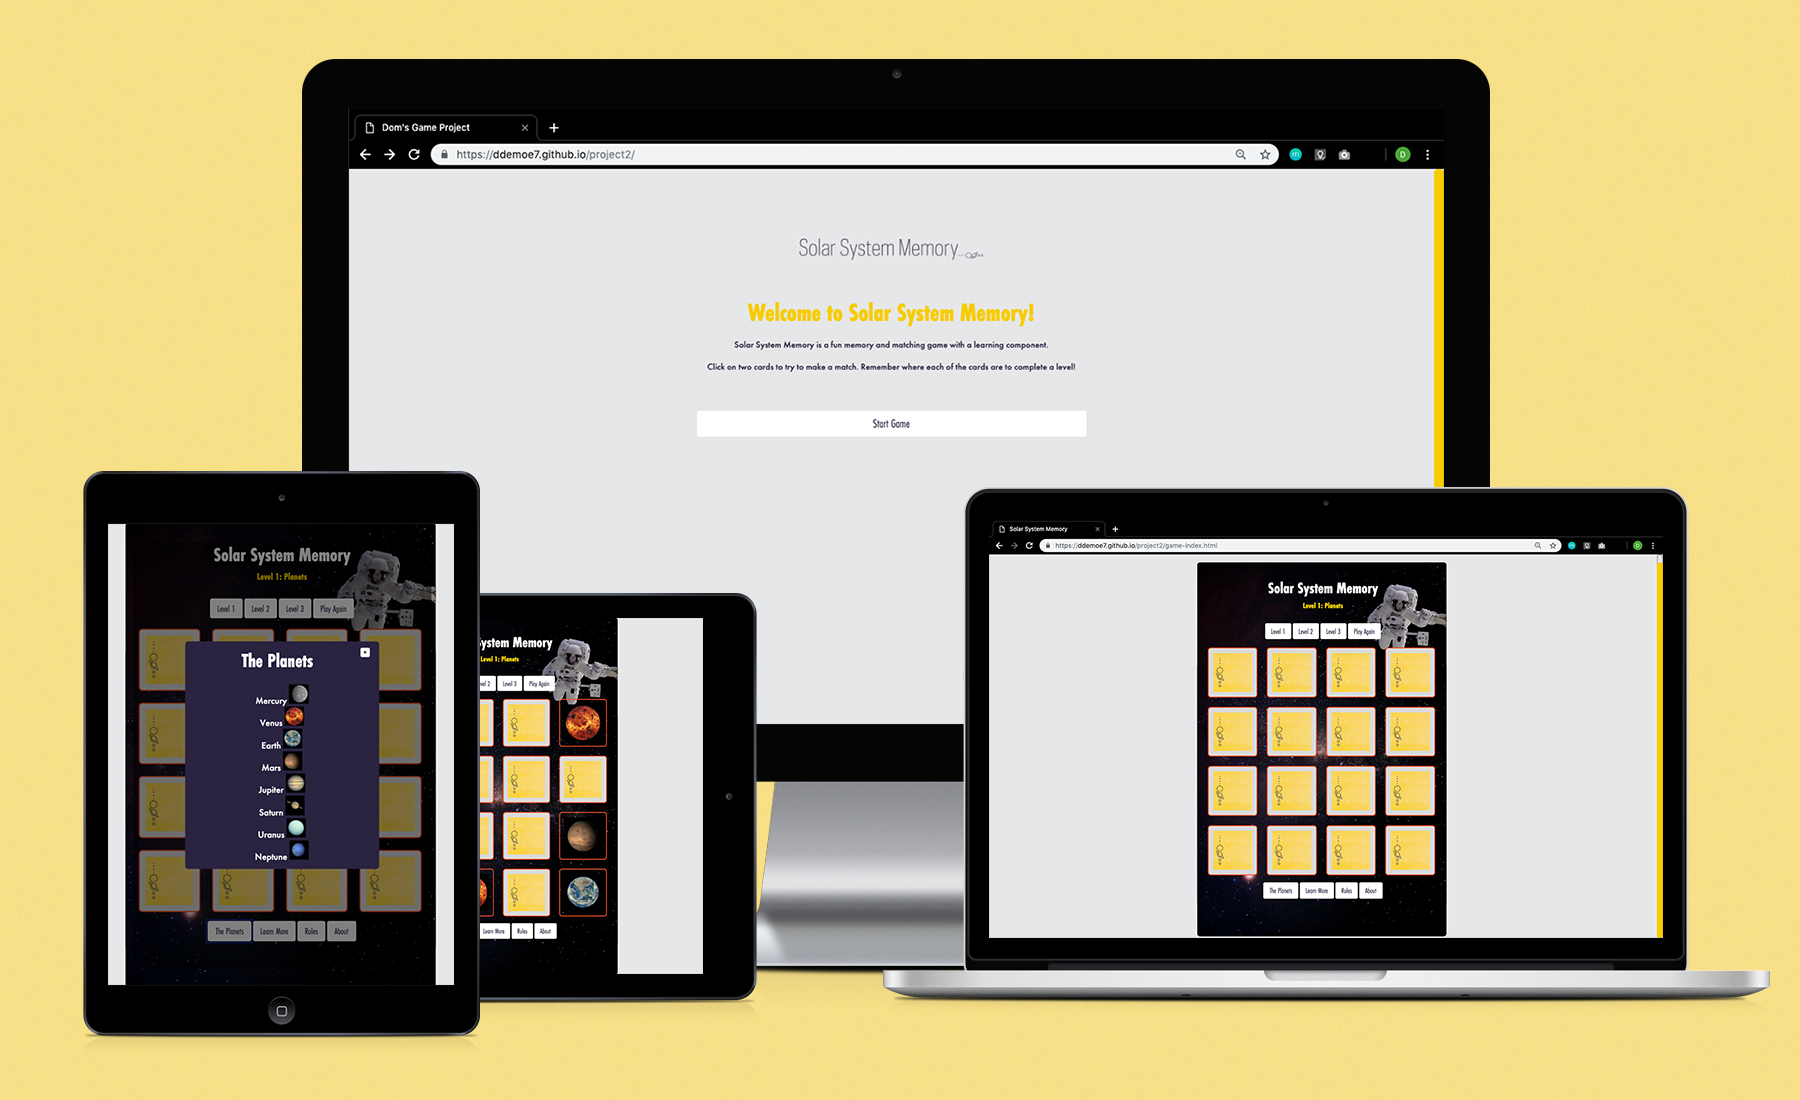 Dom's Game Project
https://ddemoe7.github.io/project2/
D
Solar System Memory
Welcome to Solar System Memory!
Solar System Memory is a fun memory and matching game with a learning component.
Click on two cards to try to make a match. Remember where each of the cards are to complete a level!
Start Game
Solar System Memory
Level 1: Planets
Level 1 Level 2 Level 3 Play Again
The Planets
Mercury
Venus
Earth
Mars
Jupiter
Saturn
Uranus
Neptune
The Planets Learn More Rules About
System Memory
Level 1: Planets
Level 3 Play Again
Learn More Rules About
Solar System Memory
https://ddemoe7.github.io/project2/game-index.html
D
Solar System Memory
Level 1: Planets
Level 1 Level 2 Level 3 Play Again
The Planets Learn More Rules About